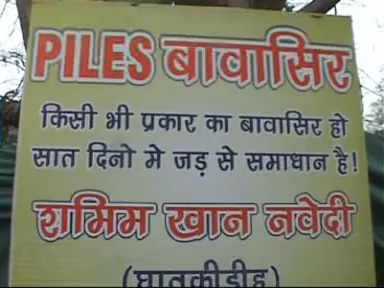 PILES बावासिर
किसी भी प्रकार का बावासिर हो
सात दिनो मे जड़ से समाधान है!
शमिम खान नवेदी
(घातकीडीह)